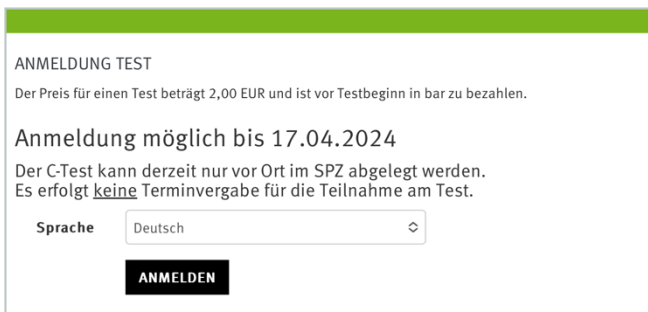 ANMELDUNG TEST
Der Preis für einen Test beträgt 2,00 EUR und ist vor Testbeginn in bar zu bezahlen.
Anmeldung möglich bis 17.04.2024
Der C-Test kann derzeit nur vor Ort im SPZ abgelegt werden.
Es erfolgt keine Terminvergabe für die Teilnahme am Test.
Sprache Deutsch
ANMELDEN